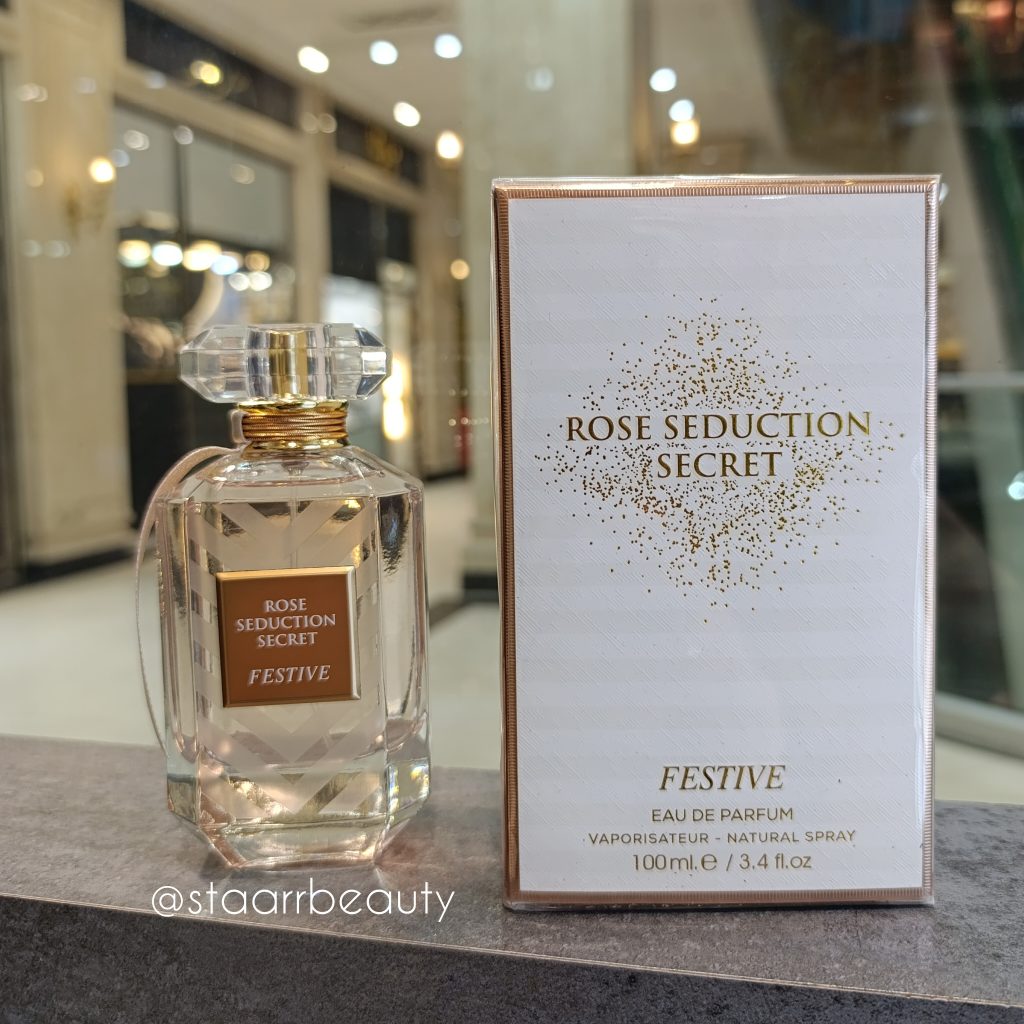 ROSE SEDUCTION
SECRET
FESTIVE
EAU DE PARFUM
VAPORISATEUR - NATURAL SPRAY
100ml.e / 3.4 fl.oz
ROSE
SEDUCTION
SECRET
FESTIVE
@staarrbeauty